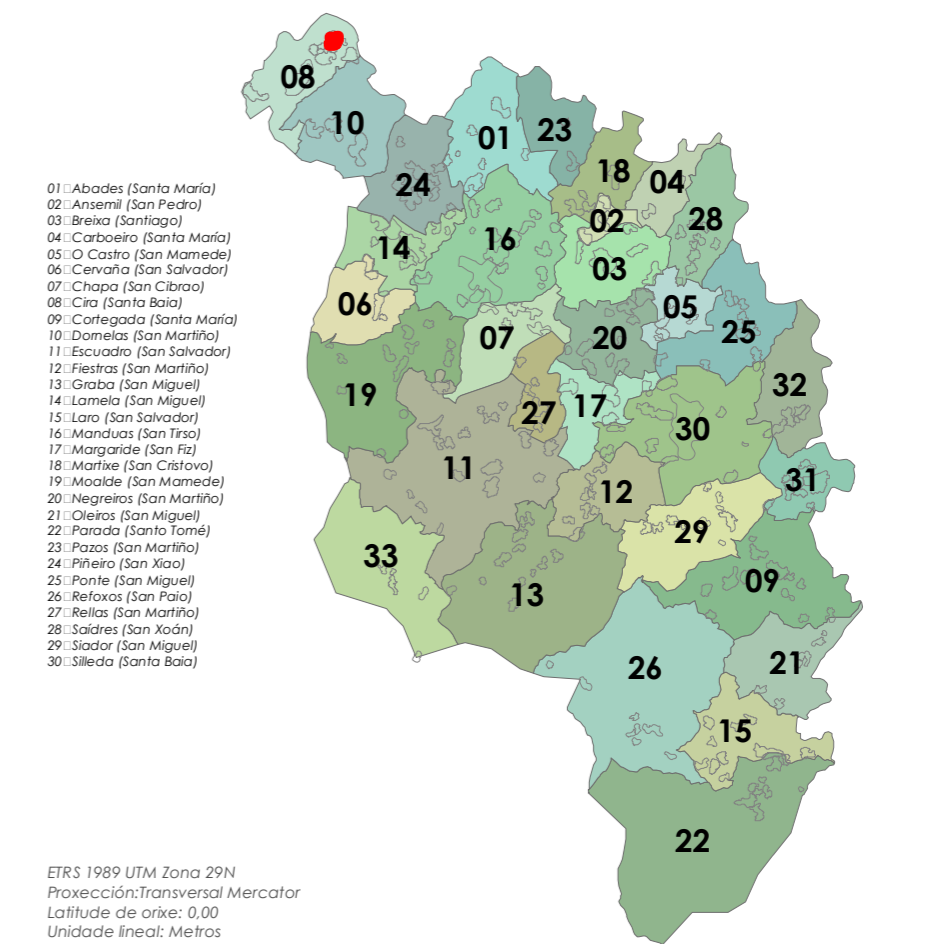 08
10
01
23
18
04
24
02
28
14
16
03
06
05
07
20
25
19
27
17
32
30
11
12
31
29
33
13
09
26
21
15
22
01 Abades (Santa María)
02 Ansemil (San Pedro)
03 Breixa (Santiago)
04 Carboeiro (Santa María)
05 O Castro (San Mamede)
06 Cervaña (San Salvador)
07 Chapa (San Cibrao)
08 Cira (Santa Baia)
09 Cortegada (Santa María)
10 Dornelas (San Martiño)
11 Escuadro (San Salvador)
12 Fiestras (San Martiño)
13 Graba (San Miguel)
14 Lamela (San Miguel)
15 Laro (San Salvador)
16 Manduas (San Tirso)
17 Margaride (San Fiz)
18 Martixe (San Cristovo)
19 Moalde (San Mamede)
20 Negreiros (San Martiño)
21 Oleiros (San Miguel)
22 Parada (Santo Tomé)
23 Pazos (San Martiño)
24 Piñeiro (San Xiao)
25 Ponte (San Miguel)
26 Refoxos (San Paio)
27 Rellas (San Martiño)
28 Saídres (San Xoán)
29 Siador (San Miguel)
30 Silleda (Santa Baia)
ETRS 1989 UTM Zona 29N
Proxección:Transversal Mercator
Latitude de orixe: 0,00
Unidade lineal: Metros